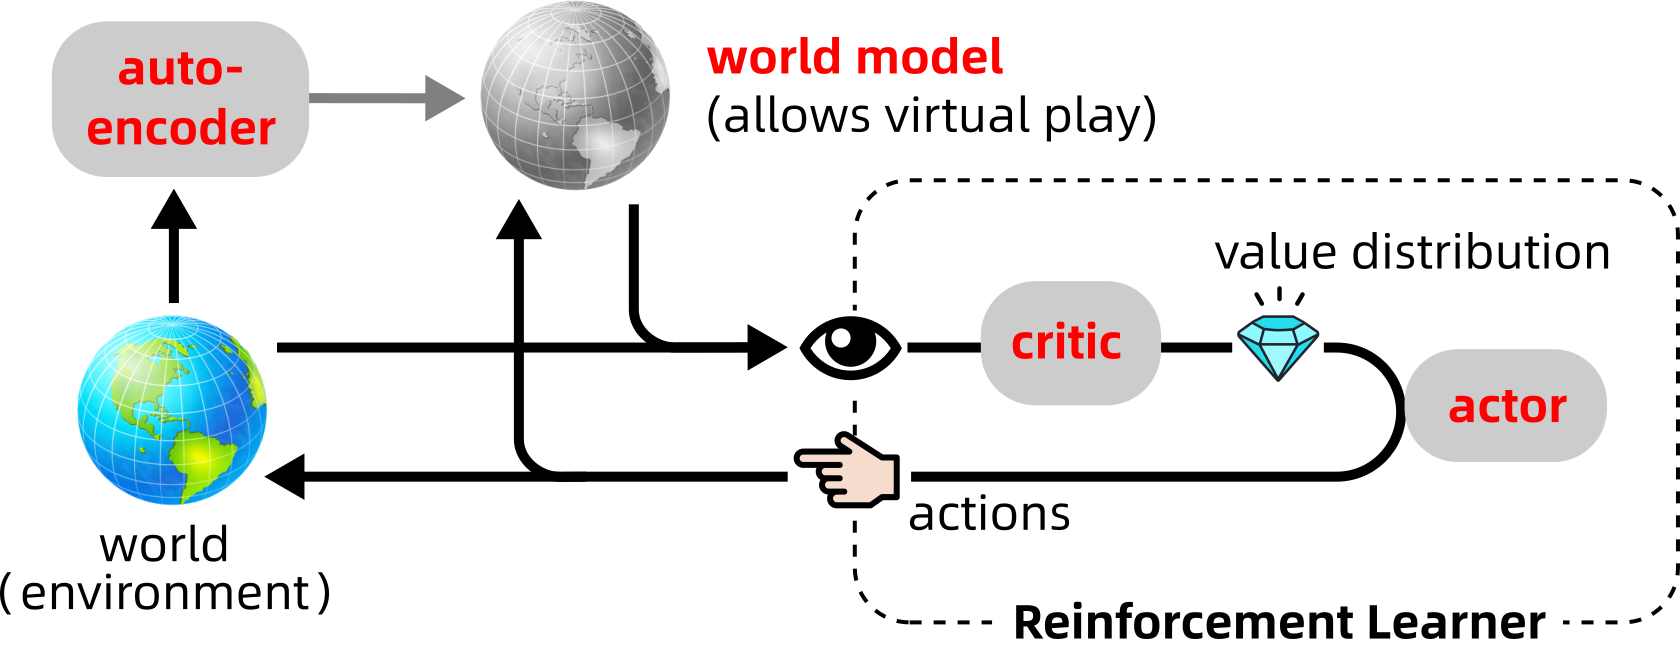 auto-
encoder
world model
(allows virtual play)
value distribution
critic
actor
actions
world
(environment)
Reinforcement Learner